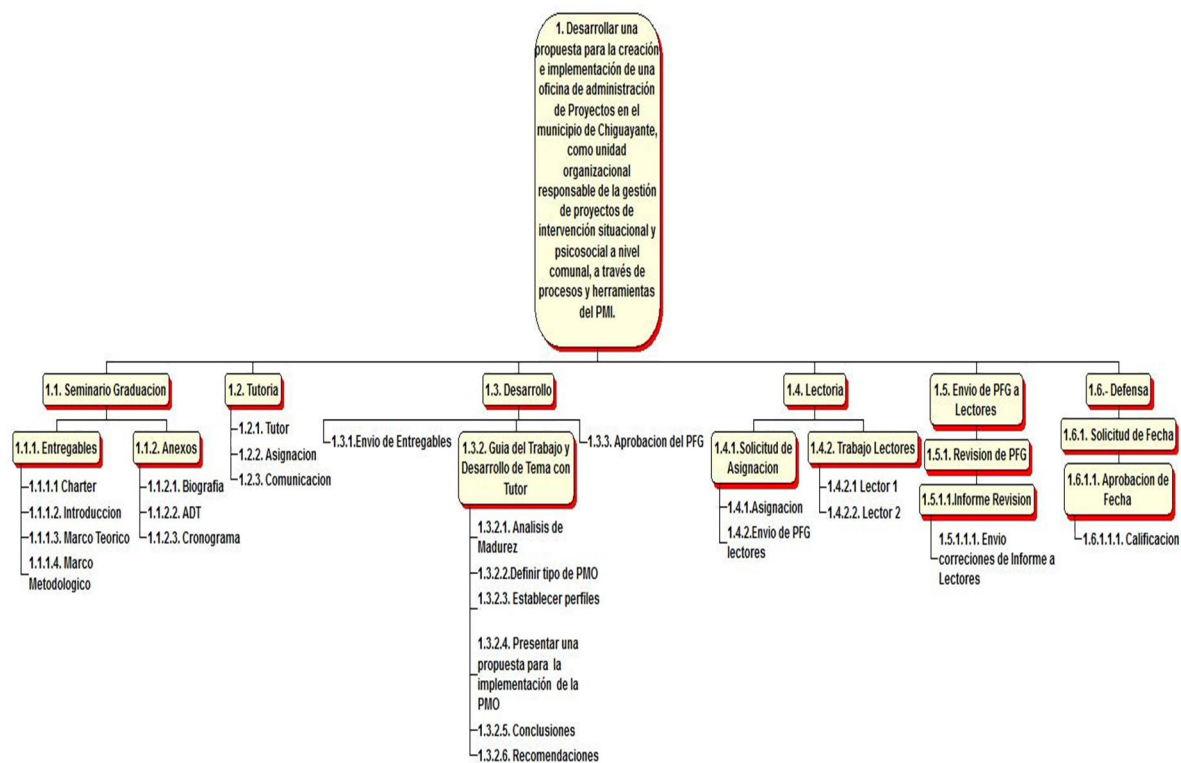 1. Desarrollar una
propuesta para la creación
e implementación de una
oficina de administración
de Proyectos en el
municipio de Chiguayante,
como unidad
organizacional
responsable de la gestión
de proyectos de
intervención situacional y
psicosocial a nivel
comunal, a través de
procesos y herramientas
del PMI.
1.1. Seminario Graduacion
1.1.1. Entregables
1.1.1.1 Charter
1.1.1.2. Introduccion
1.1.1.3. Marco Teorico
1.1.1.4. Marco
Metodologico
1.1.2. Anexos
1.1.2.1. Biografia
1.1.2.2. ADT
1.1.2.3. Cronograma
1.2. Tutoria
1.2.1. Tutor
1.2.2. Asignacion
1.2.3. Comunicacion
1.3. Desarrollo
1.3.1.Envio de Entregables
1.3.2. Guia del Trabajo y
Desarrollo de Tema con
Tutor
1.3.2.1. Analisis de
Madurez
1.3.2.2.Definir tipo de PMO
1.3.2.3. Establecer perfiles
1.3.2.4. Presentar una
propuesta para la
implementación de la
PMO
1.3.2.5. Conclusiones
1.3.2.6. Recomendaciones
1.3.3. Aprobacion del PFG
1.4. Lectoria
1.4.1.Solicitud de
Asignacion
1.4.1.Asignacion
1.4.2.Envio de PFG
lectores
1.4.2. Trabajo Lectores
1.4.2.1 Lector 1
1.4.2.2. Lector 2
1.5. Envio de PFG a
Lectores
1.5.1. Revision de PFG
1.5.1.1.Informe Revision
1.5.1.1.1. Envio
correciones de Informe a
Lectores
1.6.- Defensa
1.6.1. Solicitud de Fecha
1.6.1.1. Aprobacion de
Fecha
1.6.1.1.1. Calificacion